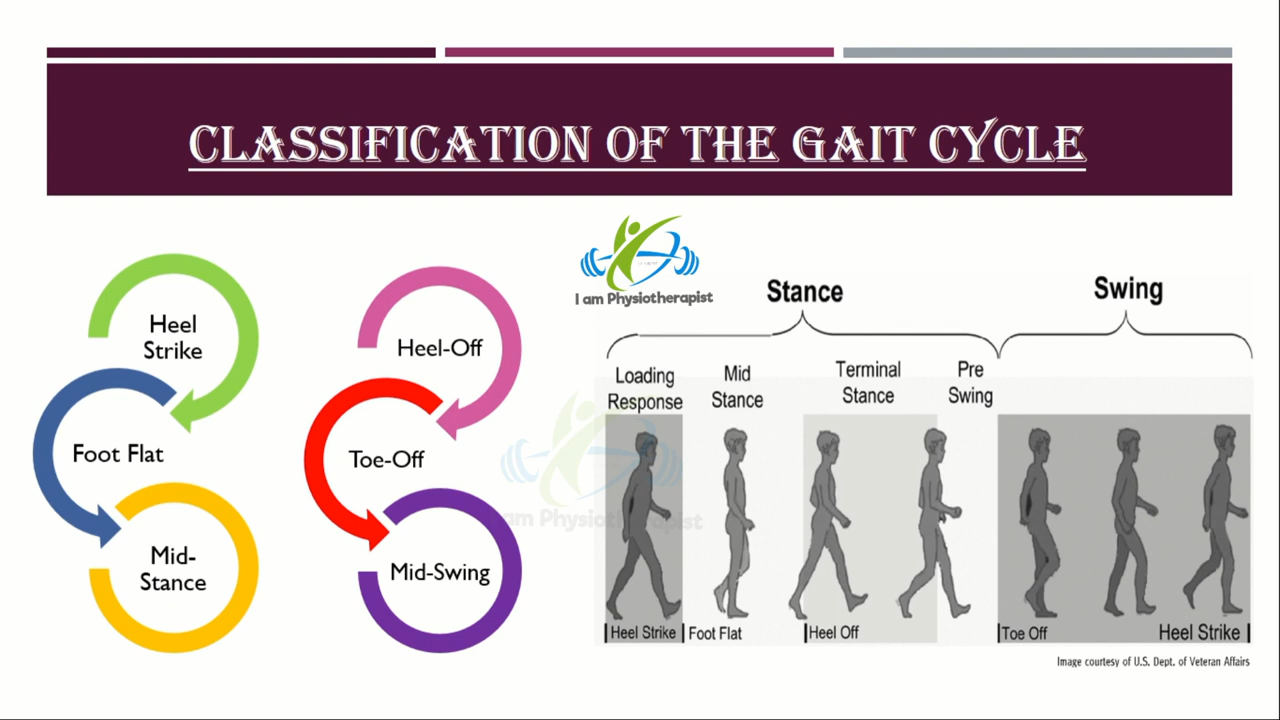 CLASSIFICATION OF THE GAIT CYCLE
Heel
Strike
Foot Flat
Mid-
Stance
Heel-Off
Toe-Off
Mid-Swing
I am Physiotherapist
am Physiotherapist
Stance
Swing
Loading
Response
Mid
Stance
Terminal
Stance
Pre
Swing
Heel Strike
Foot Flat
Heel Off
Toe Off
Heel Strike
Image courtesy of U.S. Dept. of Veteran Affairs